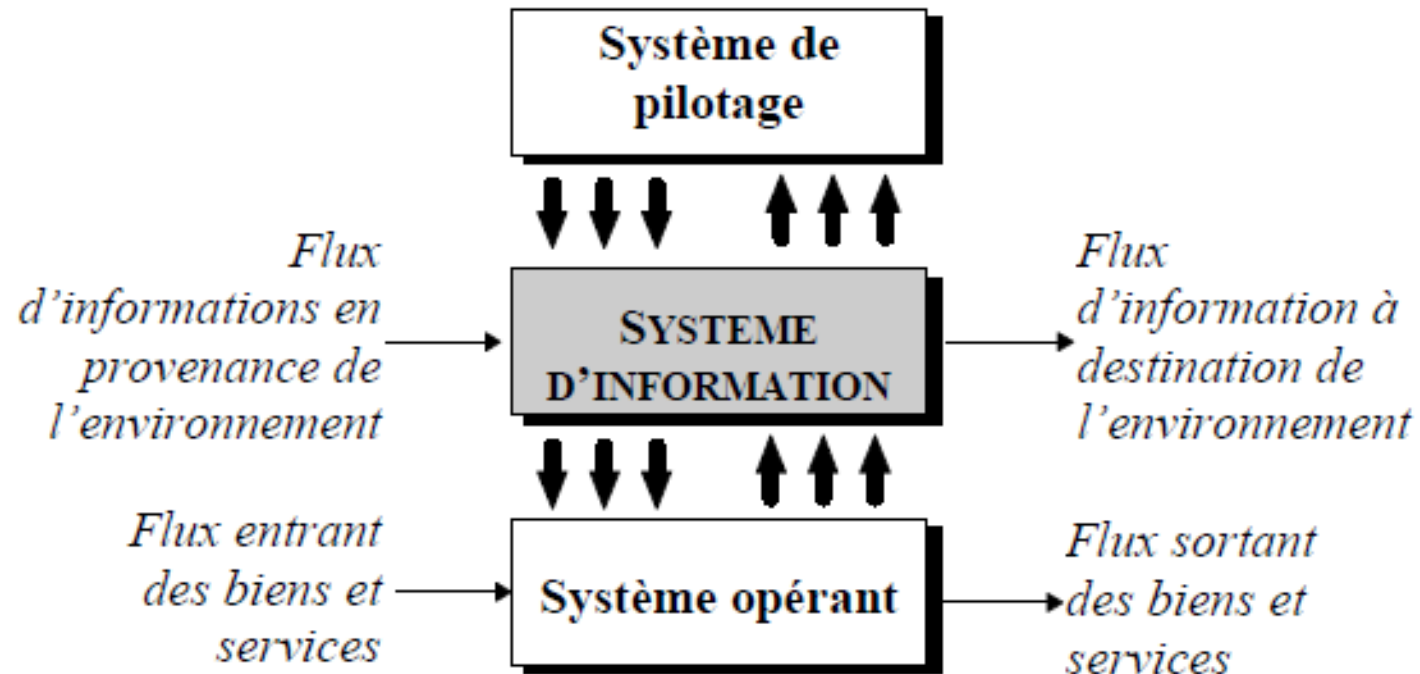 Système de
pilotage
Flux
d'informations en
provenance de
l'environnement
SYSTEME
D'INFORMATION
Flux
d'information à
destination de
l'environnement
Flux entrant
des biens et
services
Système opérant
Flux sortant
des biens et
services